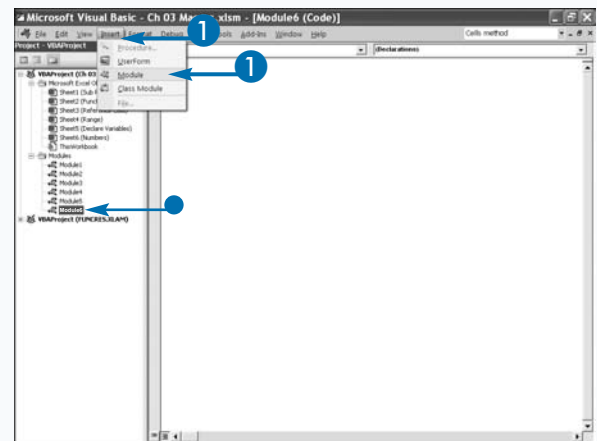 Microsoft Visual Basic - Ch 03 Ma s.xlsm - [Module6 (Code)]
File Edit View Insert Format Debug ools Add-Ins Window Help
Cells method
1
Project - VBAProject
(Declarations)
Procedure...
UserForm
Module
1
Class Module
File...
VBAProject (Ch 03
Microsoft Excel Ob
Sheet1 (Sub P
Sheet2 (Funct
Sheet3
Sheet4 (Range)
Sheet5 (Declare Variables)
Sheet6 (Numbers)
ThisWorkbook
Modules
Module1
Module2
Module3
Module4
Module5
Module6
VBAProject (FUNCRES.XLAM)